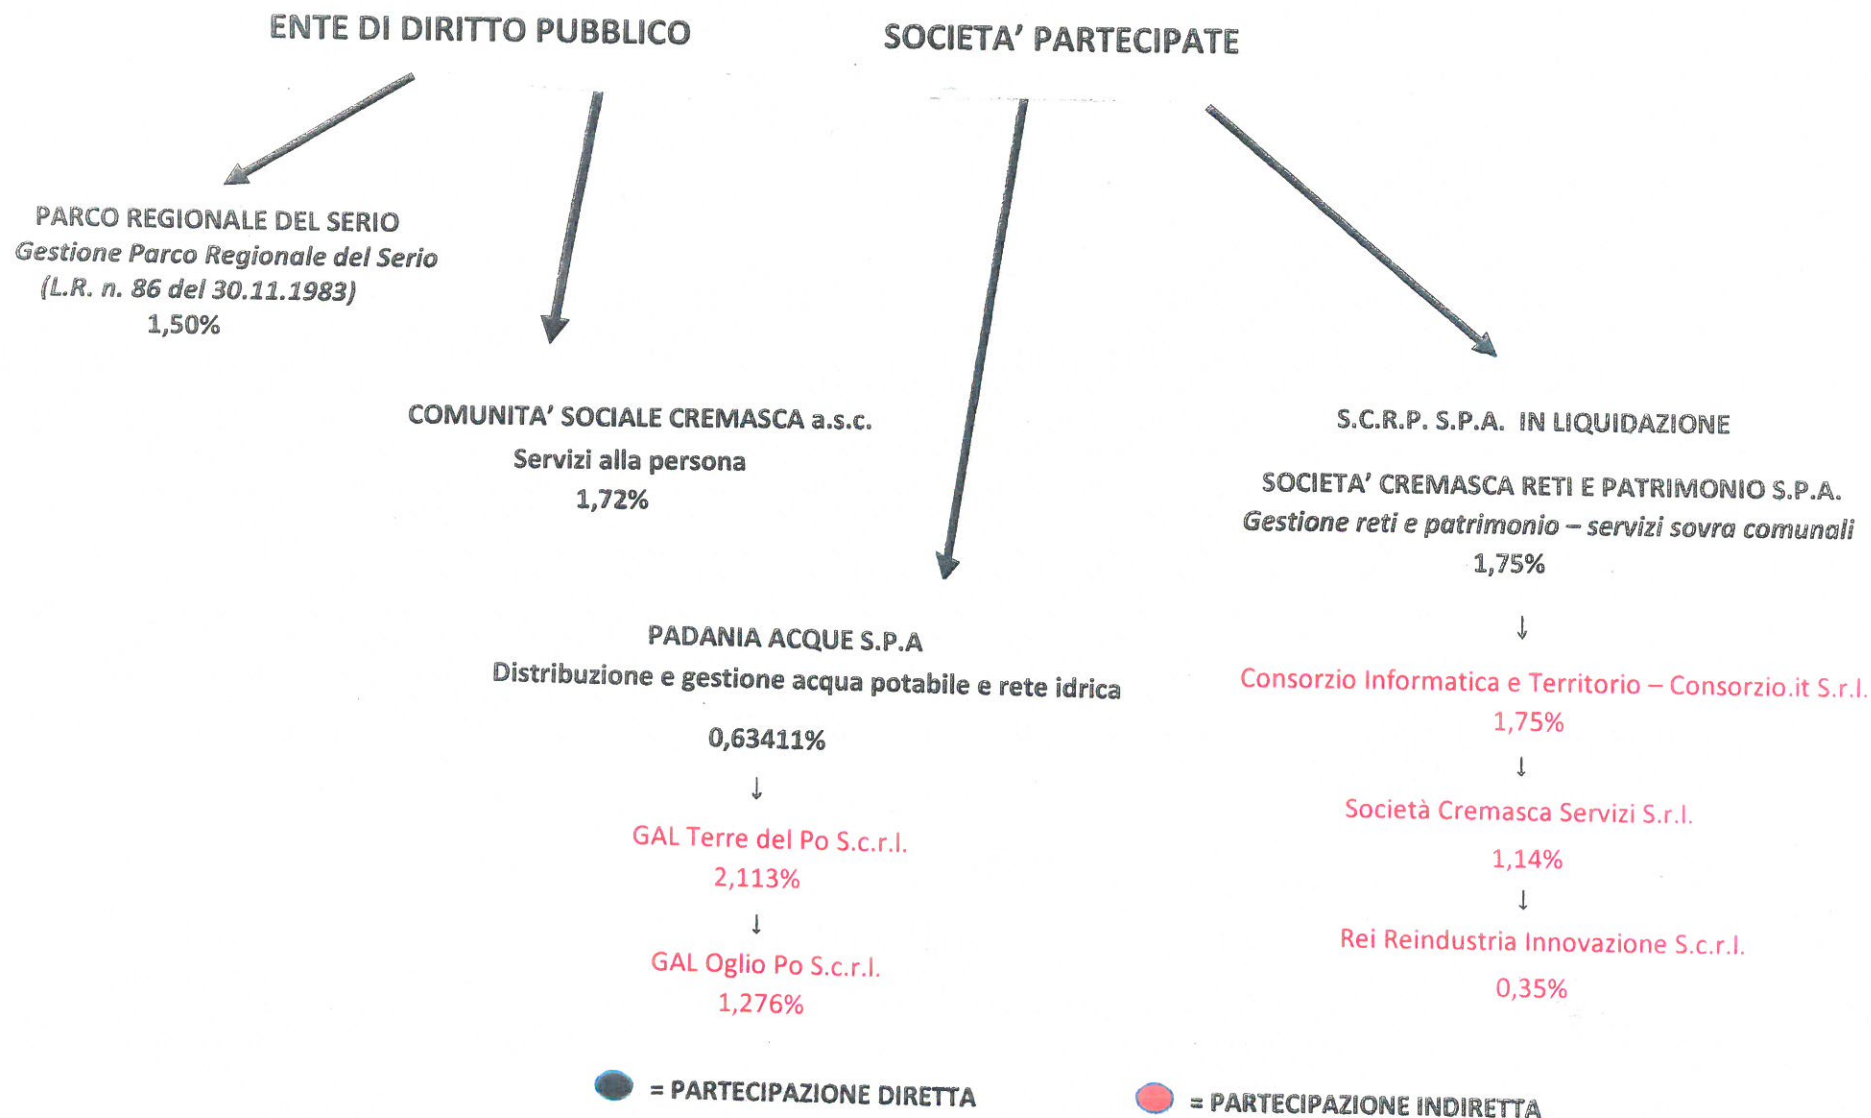 ENTE DI DIRITTO PUBBLICO
SOCIETA' PARTECIPATE
PARCO REGIONALE DEL SERIO
Gestione Parco Regionale del Serio
(L.R. n. 86 del 30.11.1983)
1,50%
COMUNITA' SOCIALE CREMASCA a.s.c.
Servizi alla persona
1,72%
PADANIA ACQUE S.P.A
Distribuzione e gestione acqua potabile e rete idrica
0,63411%
↓
GAL Terre del Po S.c.r.l.
2,113%
↓
GAL Oglio Po S.c.r.l.
1,276%
S.C.R.P. S.P.A. IN LIQUIDAZIONE
SOCIETA' CREMASCA RETI E PATRIMONIO S.P.A.
Gestione reti e patrimonio – servizi sovra comunali
1,75%
↓
Consorzio Informatica e Territorio – Consorzio.it S.r.l.
1,75%
↓
Società Cremasca Servizi S.r.l.
1,14%
↓
Rei Reindustria Innovazione S.c.r.l.
0,35%
= PARTECIPAZIONE DIRETTA
= PARTECIPAZIONE INDIRETTA